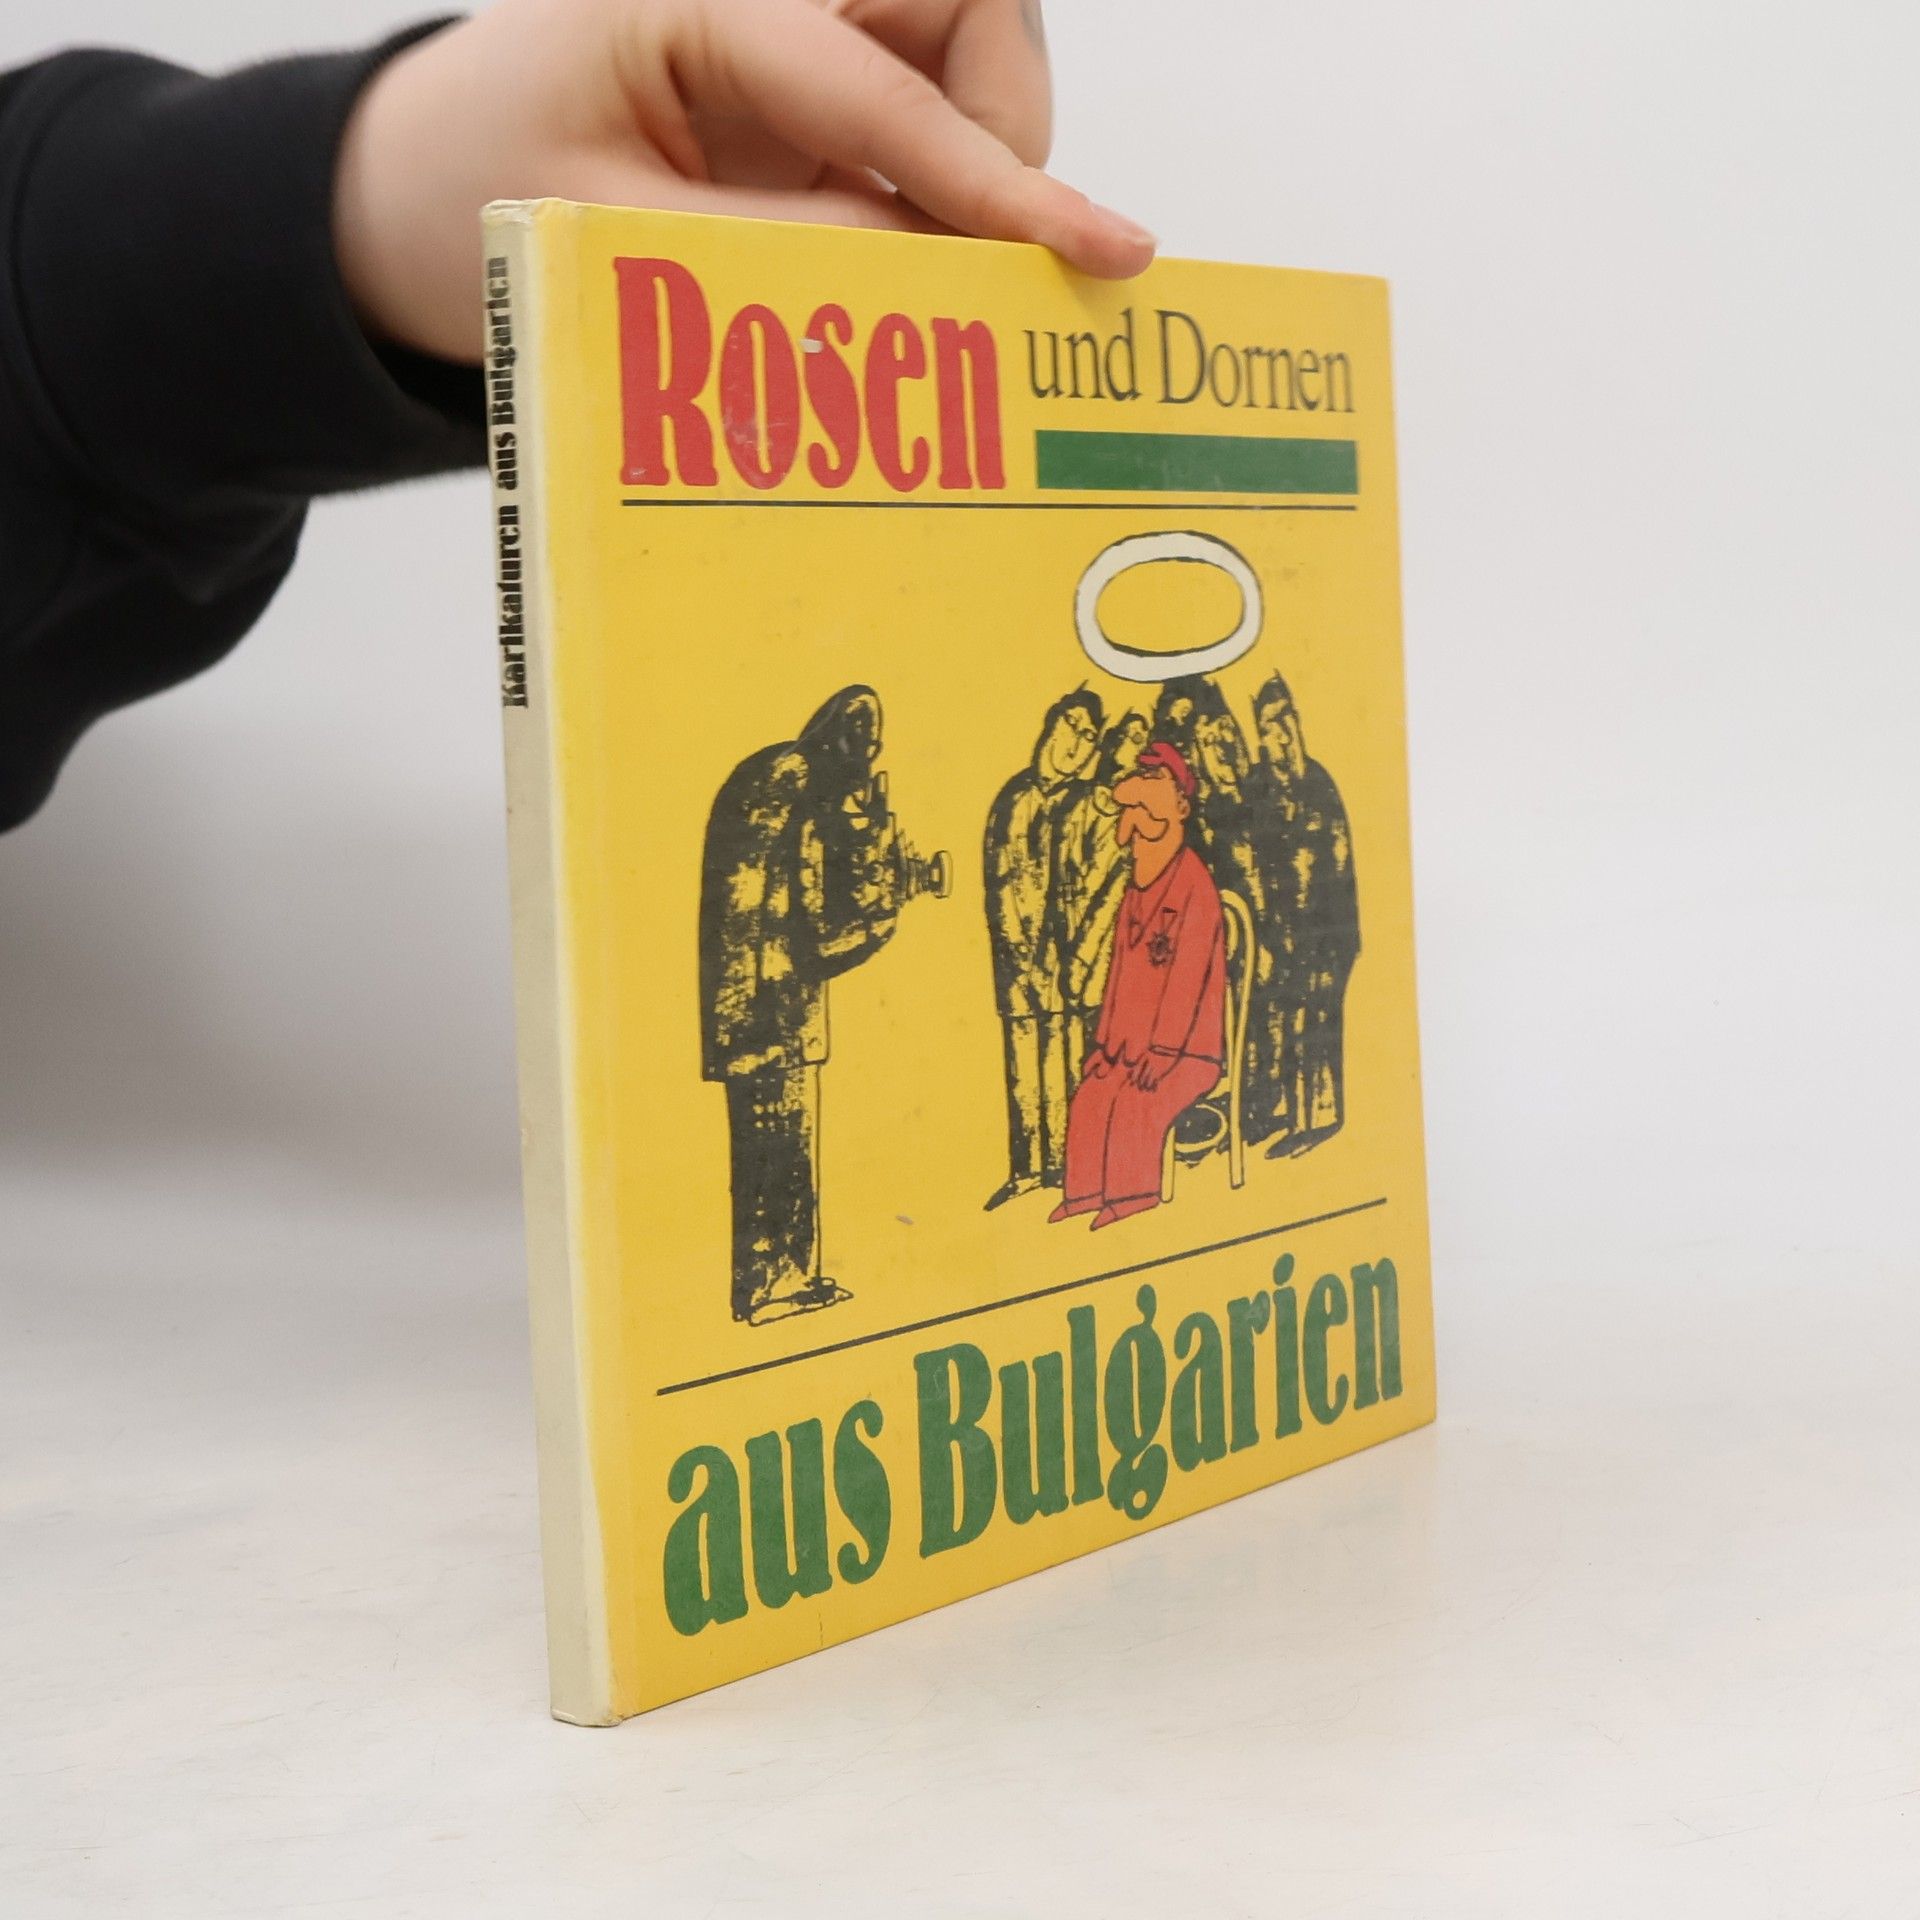 Rosen
und Dornen
aus Bulgarien
Karikaturen aus Bulgarien